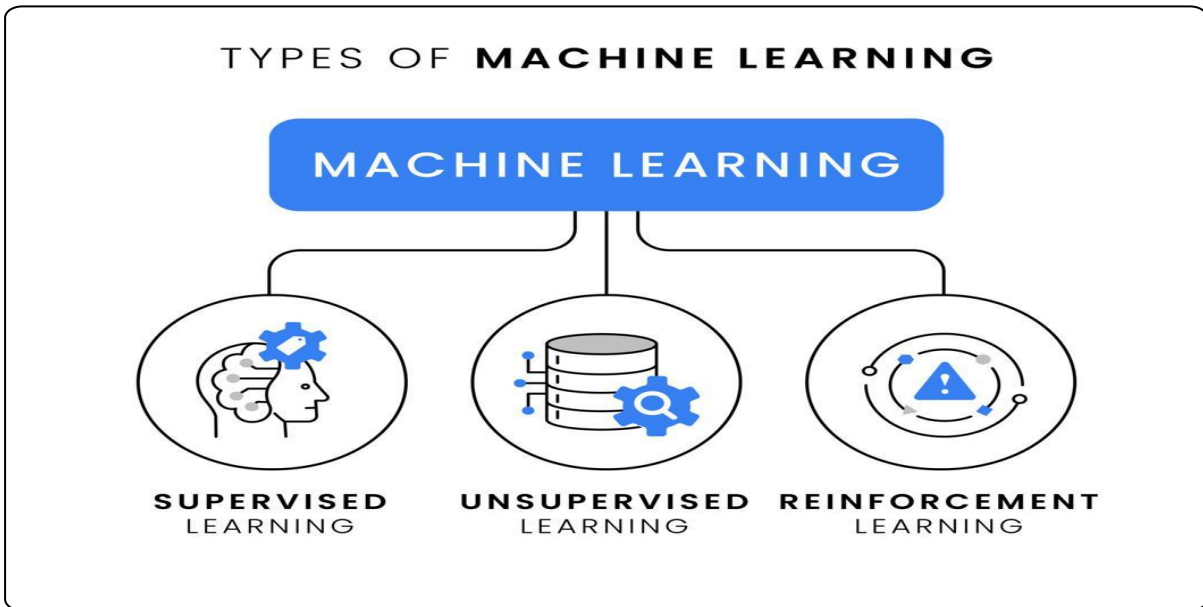 TYPES OF MACHINE LEARNING
MACHINE LEARNING
SUPERVISED
LEARNING
UNSUPERVISED
LEARNING
REINFORCEMENT
LEARNING